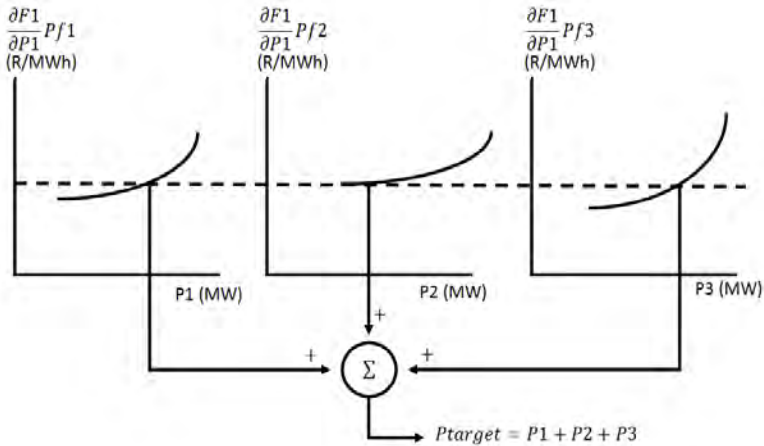 ∂F1/∂P1 Pf1
(R/MWh)
∂F1/∂P1 Pf2
(R/MWh)
∂F1/∂P1 Pf3
(R/MWh)
P1 (MW)
P2 (MW)
P3 (MW)
+
+
+
Σ
Ptarget = P1 + P2 + P3